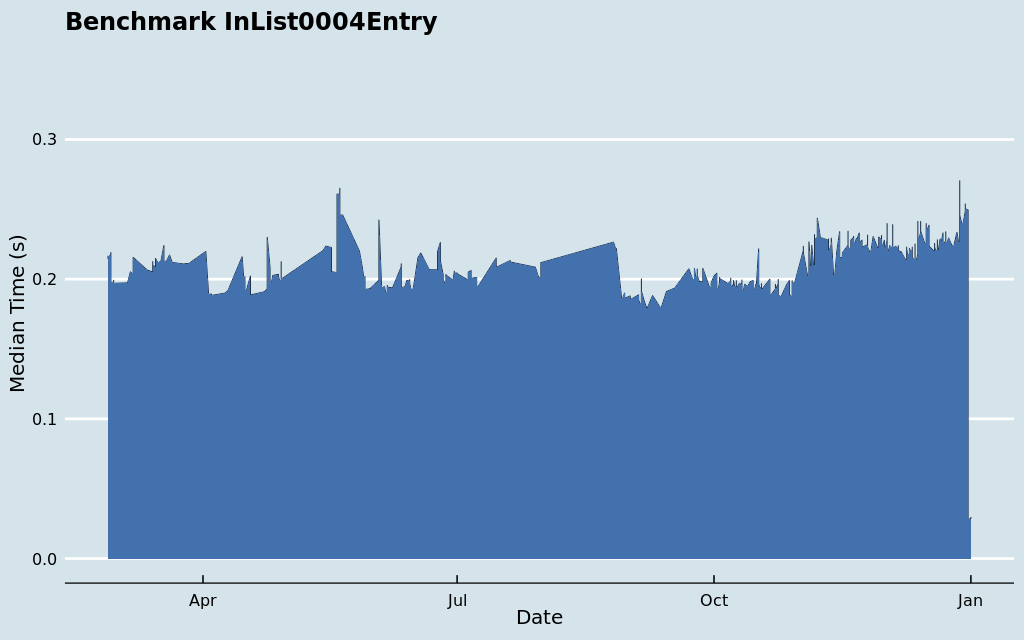 Benchmark InList0004Entry
Median Time (s)
0.3
0.2
0.1
0.0
Apr
Jul
Oct
Jan
Date